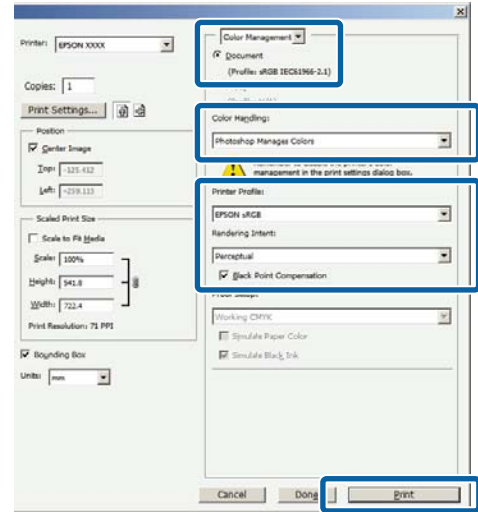 Printer: EPSON XXXX
Copies: 1
Print Settings...
Position
Center Image
Top: -125.412
Left: -259.113
Scaled Print Size
Scale to Fit Media
Scale: 100%
Height: 541.8
Width: 722.4
Print Resolution: 71 PPI
Bounding Box
Units: mm
Color Management
Document
(Profile: sRGB IEC61966-2.1)
Color Handling:
Photoshop Manages Colors
management in the print settings dialog box.
Printer Profile:
EPSON sRGB
Rendering Intent:
Perceptual
Black Point Compensation
Working CMYK
Simulate Paper Color
Simulate Black Ink
Cancel
Done
Print